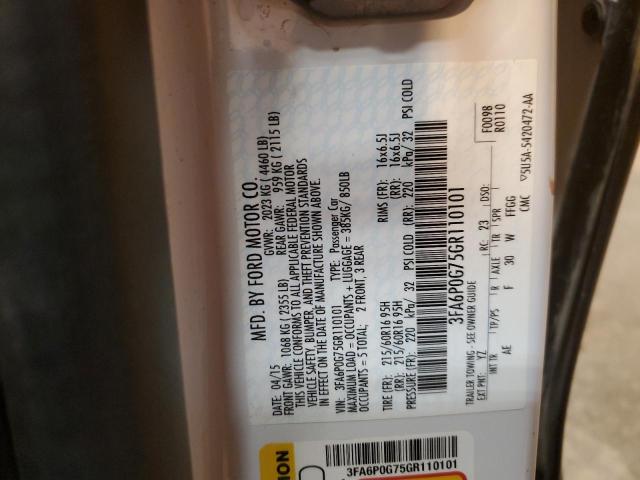 MFD. BY FORD MOTOR CO.
DATE: 04/15 GVWR: 2023 KG ( 4460 LB)
FRONT GAWR: 1068 KG ( 2355 LB) REAR GAWR: 959 KG ( 2115 LB)
THIS VEHICLE CONFORMS TO ALL APPLICABLE FEDERAL MOTOR
VEHICLE SAFETY, BUMPER, AND THEFT PREVENTION STANDARDS
IN EFFECT ON THE DATE OF MANUFACTURE SHOWN ABOVE.
VIN: 3FA6P0G75GR110101 TYPE: Passenger Car
MAXIMUM LOAD = OCCUPANTS + LUGGAGE = 385KG/ 850LB
OCCUPANTS = 5 TOTAL: 2 FRONT, 3 REAR
TIRE (FR): 215/60R16 95H RIMS (FR): 16x6.5J
(RR): 215/60R16 95H (RR): 16x6.5J
PRESSURE (FR): 220 kPa/ 32 PSI COLD (RR): 220 kPa/ 32 PSI COLD
3FA6P0G75GR110101
F0098
R0110
TRAILER TOWING - SEE OWNER GUIDE
EXT PNT: YZ RC: 23 DSO:
INT TR TP/PS R AXLE TR SPR
AE F 30 W FFGG
CMC
▽5U5A-5420472-AA
3FA6P0G75GR110101